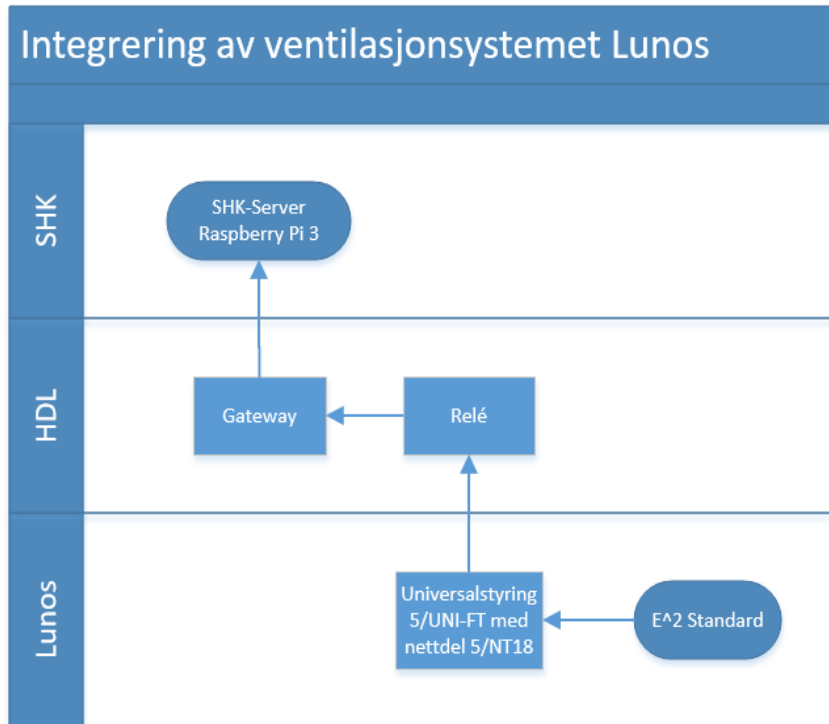 Integrering av ventilasjonsystemet Lunos
SHK
SHK-Server
Raspberry Pi 3
HDL
Gateway
Relé
Lunos
Universalstyring
5/UNI-FT med
nettdel 5/NT18
E^2 Standard